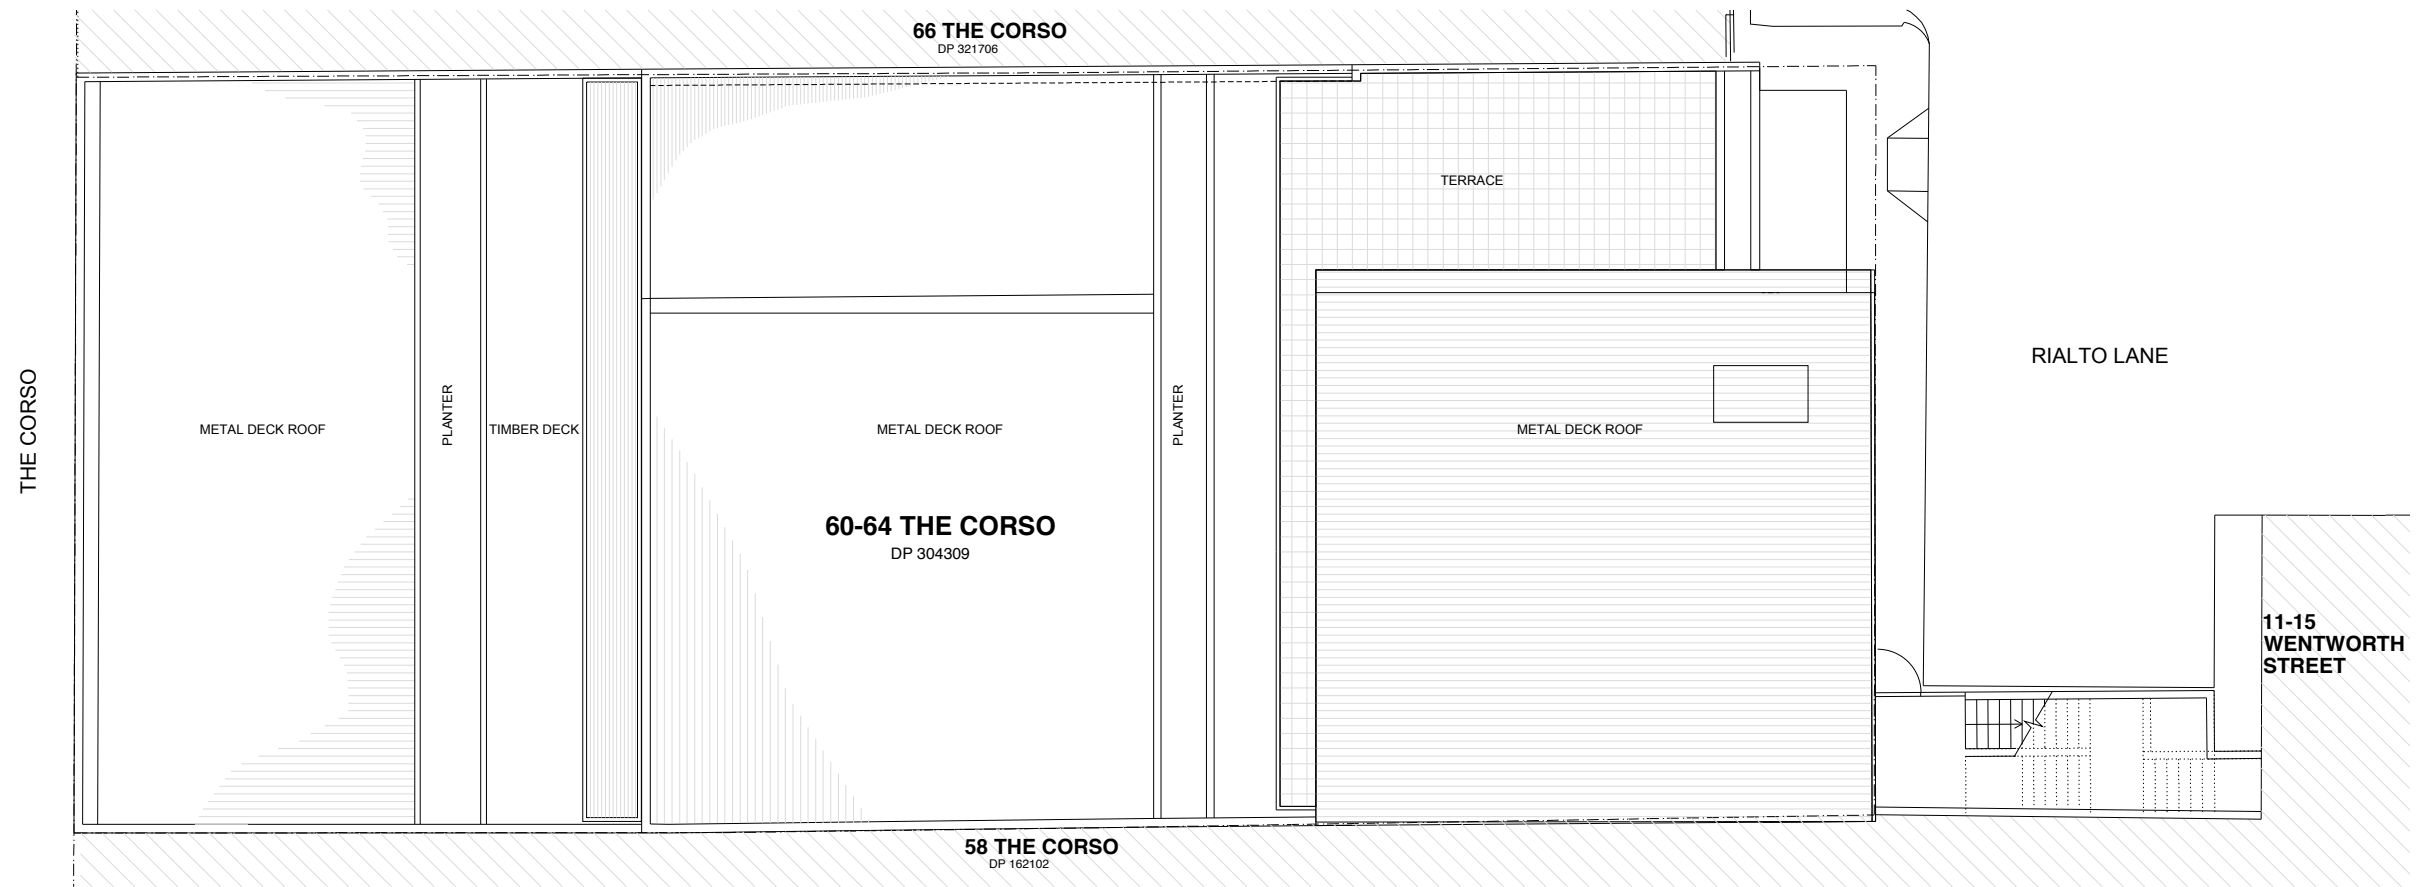 66 THE CORSO
DP 321706
TERRACE
THE CORSO
METAL DECK ROOF
PLANTER
TIMBER DECK
METAL DECK ROOF
PLANTER
METAL DECK ROOF
RIALTO LANE
60-64 THE CORSO
DP 304309
11-15
WENTWORTH
STREET
58 THE CORSO
DP 162102